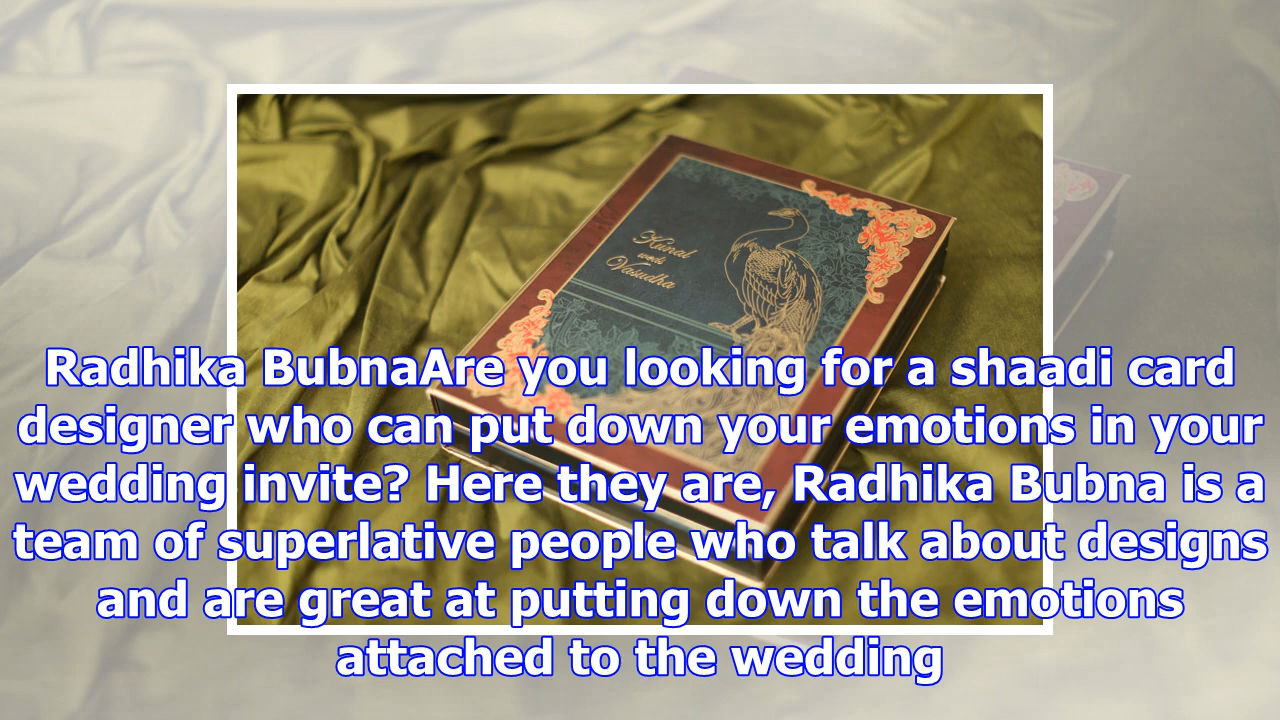 Kunal
weds
Vasudha
Radhika BubnaAre you looking for a shaadi card
designer who can put down your emotions in your
wedding invite? Here they are, Radhika Bubna is a
team of superlative people who talk about designs
and are great at putting down the emotions
attached to the wedding